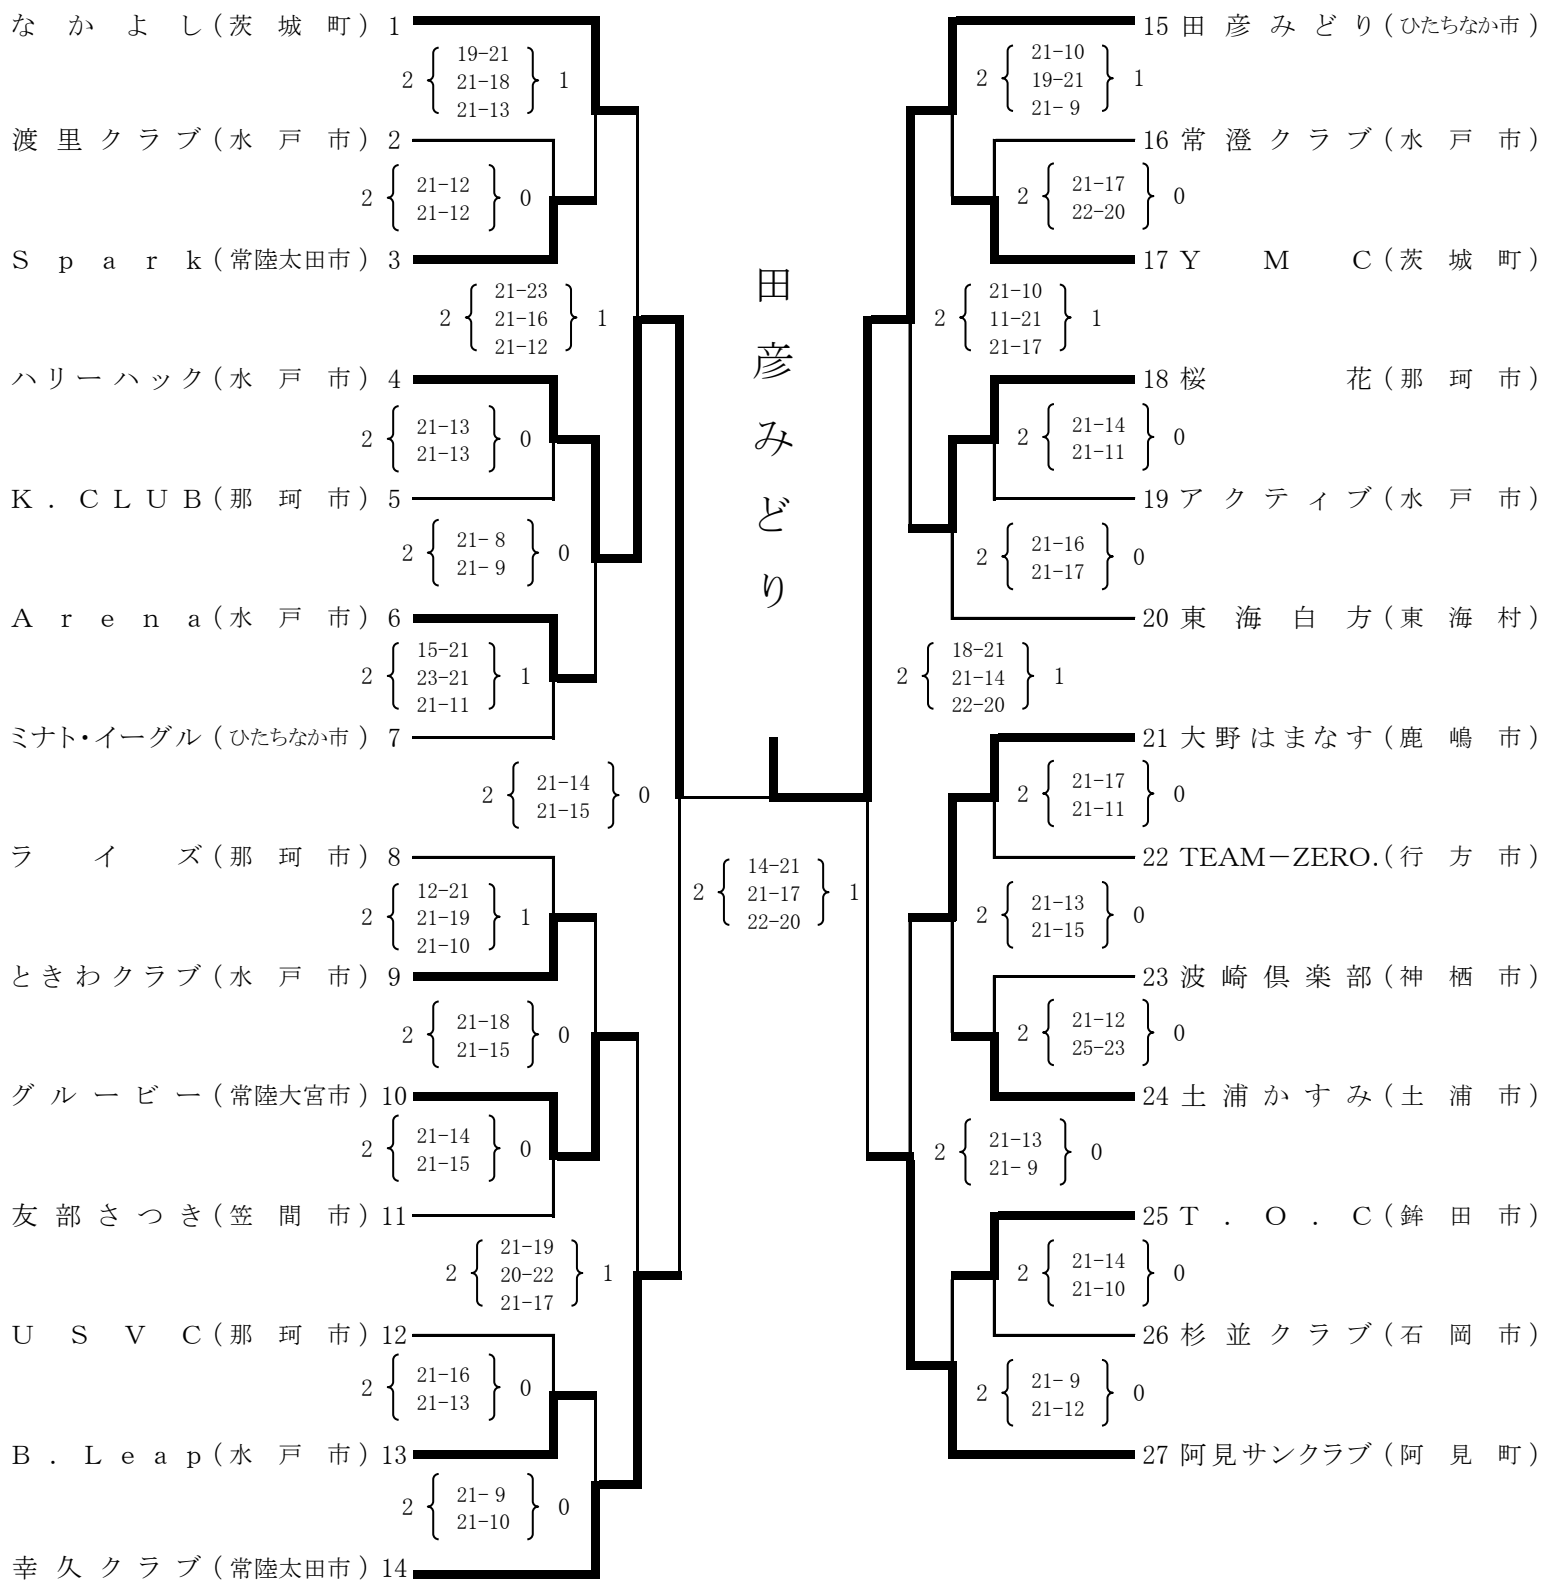 なかよし(茨城町) 1
2 { 19-21 21-18 21-13 } 1
渡里クラブ(水戸市) 2
2 { 21-12 21-12 } 0
Spark(常陸太田市) 3
2 { 21-23 21-16 21-12 } 1
ハリーハック(水戸市) 4
2 { 21-13 21-13 } 0
K.CLUB(那珂市) 5
2 { 21- 8 21- 9 } 0
Arena(水戸市) 6
2 { 15-21 23-21 21-11 } 1
ミナト・イーグル(ひたちなか市) 7
2 { 21-14 21-15 } 0
ライズ(那珂市) 8
2 { 12-21 21-19 21-10 } 1
ときわクラブ(水戸市) 9
2 { 21-18 21-15 } 0
グルービー(常陸大宮市) 10
2 { 21-14 21-15 } 0
友部さつき(笠間市) 11
2 { 21-19 20-22 21-17 } 1
USVC(那珂市) 12
2 { 21-16 21-13 } 0
B.Leap(水戸市) 13
2 { 21- 9 21-10 } 0
幸久クラブ(常陸太田市) 14
田彦みどり
2 { 14-21 21-17 22-20 } 1
15 田彦みどり(ひたちなか市)
2 { 21-10 19-21 21- 9 } 1
16 常澄クラブ(水戸市)
2 { 21-17 22-20 } 0
17 YMC(茨城町)
2 { 21-10 11-21 21-17 } 1
18 桜花(那珂市)
2 { 21-14 21-11 } 0
19 アクティブ(水戸市)
2 { 21-16 21-17 } 0
20 東海白方(東海村)
2 { 18-21 21-14 22-20 } 1
21 大野はまなす(鹿嶋市)
2 { 21-17 21-11 } 0
22 TEAM－ZERO.(行方市)
2 { 21-13 21-15 } 0
23 波崎倶楽部(神栖市)
2 { 21-12 25-23 } 0
24 土浦かすみ(土浦市)
2 { 21-13 21- 9 } 0
25 T.O.C(鉾田市)
2 { 21-14 21-10 } 0
26 杉並クラブ(石岡市)
2 { 21- 9 21-12 } 0
27 阿見サンクラブ(阿見町)